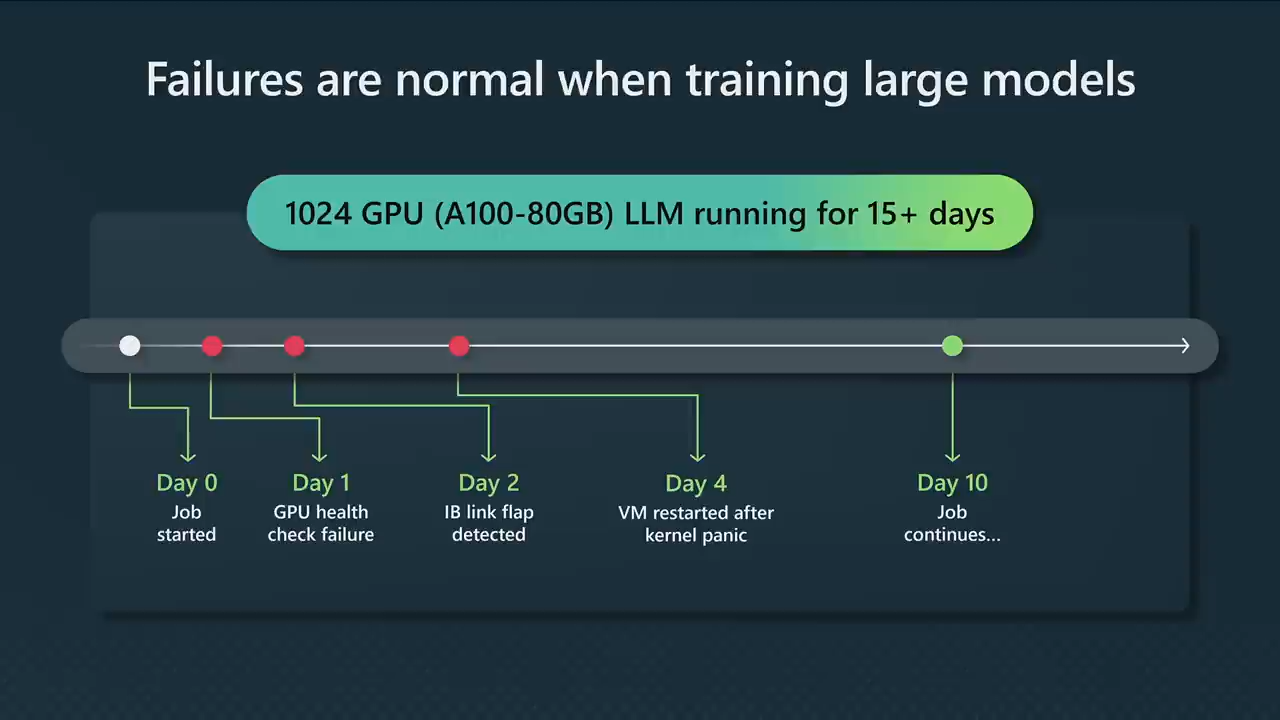 Failures are normal when training large models
1024 GPU (A100-80GB) LLM running for 15+ days
Day 0
Job
started
Day 1
GPU health
check failure
Day 2
IB link flap
detected
Day 4
VM restarted after
kernel panic
Day 10
Job
continues...